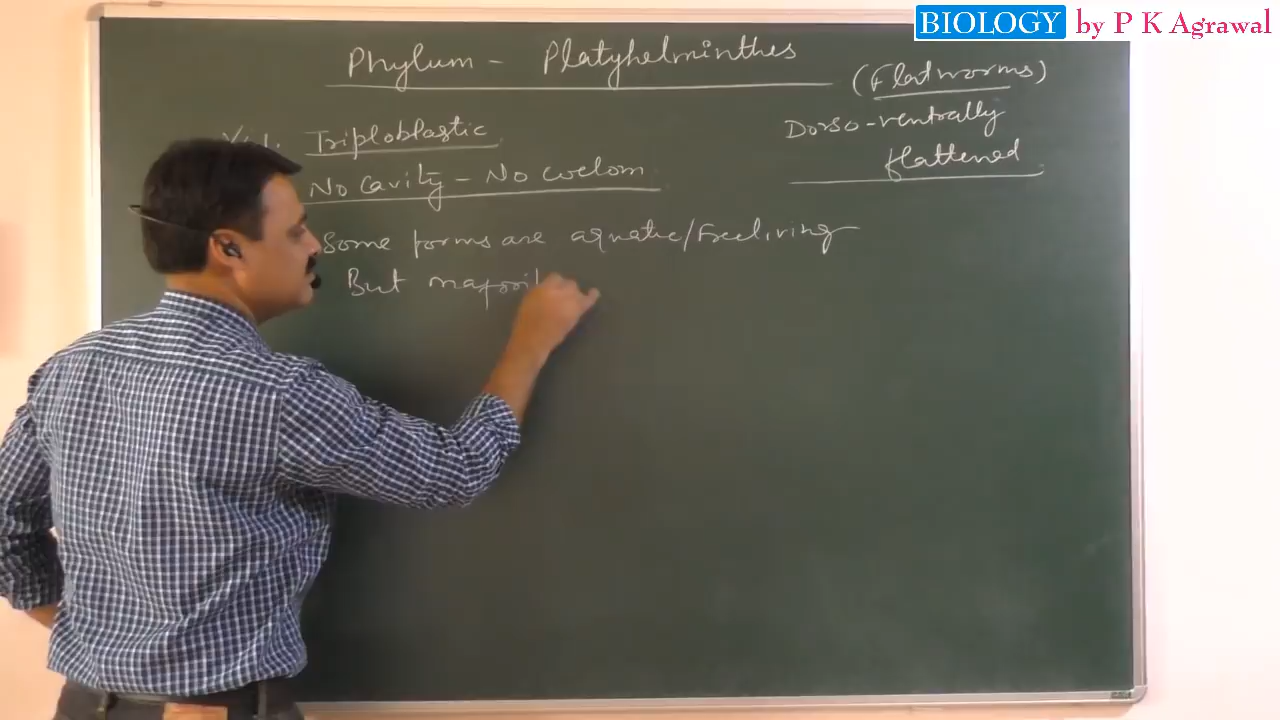 BIOLOGY by P K Agrawal
Phylum - Platyhelminthes
(Flatworms)
Dorso-ventrally
flattened
Triploblastic
No Cavity - No coelom
Some forms are aquatic/Freeliving
But majorit